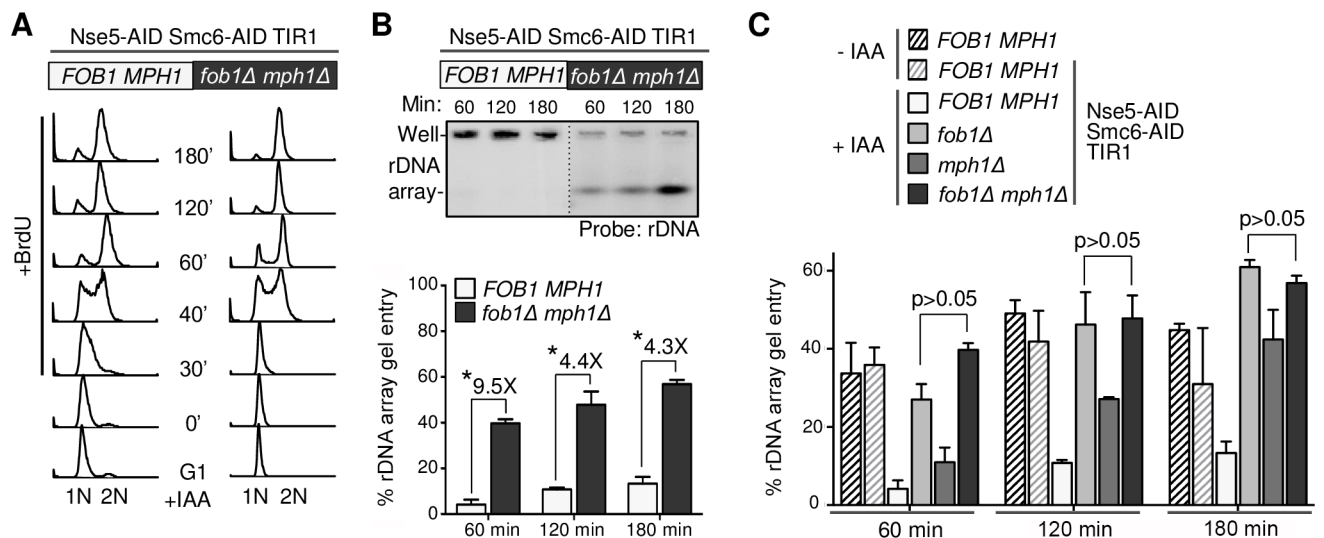 A
Nse5-AID Smc6-AID TIR1
FOB1 MPH1 fob1Δ mph1Δ
+BrdU
180'
120'
60'
40'
30'
0'
G1
1N 2N +IAA 1N 2N
B
Nse5-AID Smc6-AID TIR1
FOB1 MPH1 fob1Δ mph1Δ
Min: 60 120 180 60 120 180
Well-
rDNA
array-
Probe: rDNA
% rDNA array gel entry
100
80
60
40
20
0
FOB1 MPH1
fob1Δ mph1Δ
*9.5X
*4.4X
*4.3X
60 min 120 min 180 min
C
- IAA
FOB1 MPH1
FOB1 MPH1
+ IAA
FOB1 MPH1
fob1Δ
mph1Δ
fob1Δ mph1Δ
Nse5-AID
Smc6-AID
TIR1
% rDNA array gel entry
60
40
20
0
p>0.05
p>0.05
p>0.05
60 min 120 min 180 min